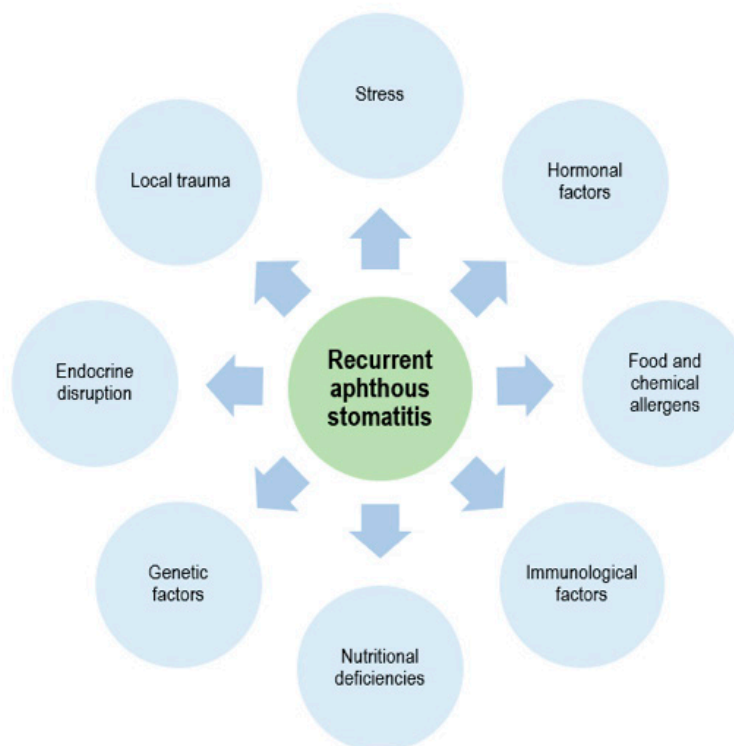 Stress
Hormonal
factors
Food and
chemical
allergens
Immunological
factors
Nutritional
deficiencies
Genetic
factors
Endocrine
disruption
Local trauma
Recurrent
aphthous
stomatitis